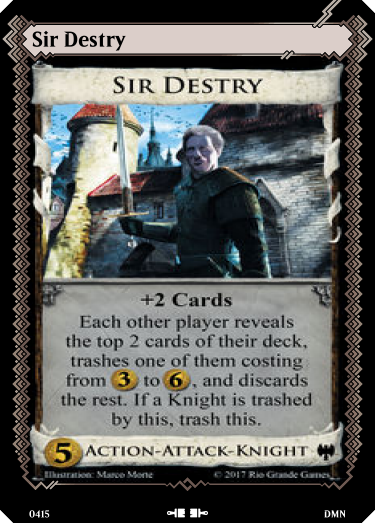 Sir Destry
SIR DESTRY
+2 Cards
Each other player reveals
the top 2 cards of their deck,
trashes one of them costing
from 3 to 6, and discards
the rest. If a Knight is trashed
by this, trash this.
5 ACTION-ATTACK-KNIGHT
Illustration: Marco Morte © 2017 Rio Grande Games
0415 DMN